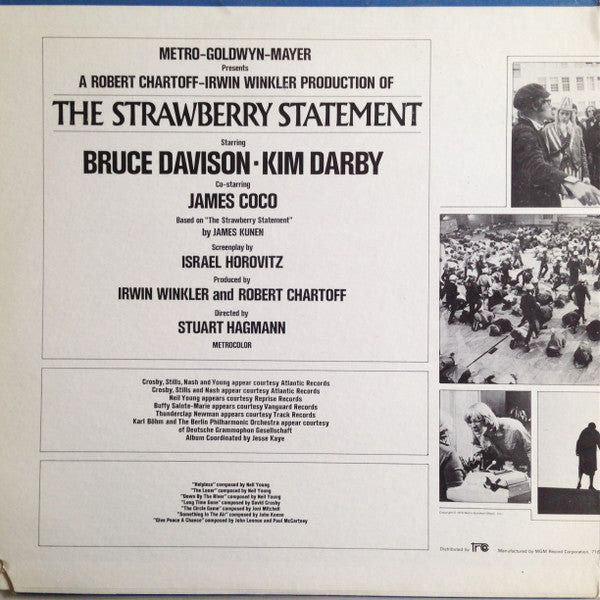 METRO-GOLDWYN-MAYER
Presents
A ROBERT CHARTOFF-IRWIN WINKLER PRODUCTION OF
THE STRAWBERRY STATEMENT
Starring
BRUCE DAVISON · KIM DARBY
Co-starring
JAMES COCO
Based on "The Strawberry Statement"
by JAMES KUNEN
Screenplay by
ISRAEL HOROVITZ
Produced by
IRWIN WINKLER and ROBERT CHARTOFF
Directed by
STUART HAGMANN
METROCOLOR
Crosby, Stills, Nash and Young appear courtesy Atlantic Records
Crosby, Stills and Nash appear courtesy Atlantic Records
Neil Young appears courtesy Reprise Records
Buffy Sainte-Marie appears courtesy Vanguard Records
Thunderclap Newman appears courtesy Track Records
Karl Böhm and The Berlin Philharmonic Orchestra appear courtesy
of Deutsche Grammophon Gesellschaft
Album Coordinated by Jesse Kaye
"Helpless" composed by Neil Young
"The Loner" composed by Neil Young
"Down By The River" composed by Neil Young
"Long Time Gone" composed by David Crosby
"The Circle Game" composed by Joni Mitchell
"Something In The Air" composed by John Keene
"Give Peace A Chance" composed by John Lennon and Paul McCartney
Distributed by
Manufactured by MGM Record Corporation,